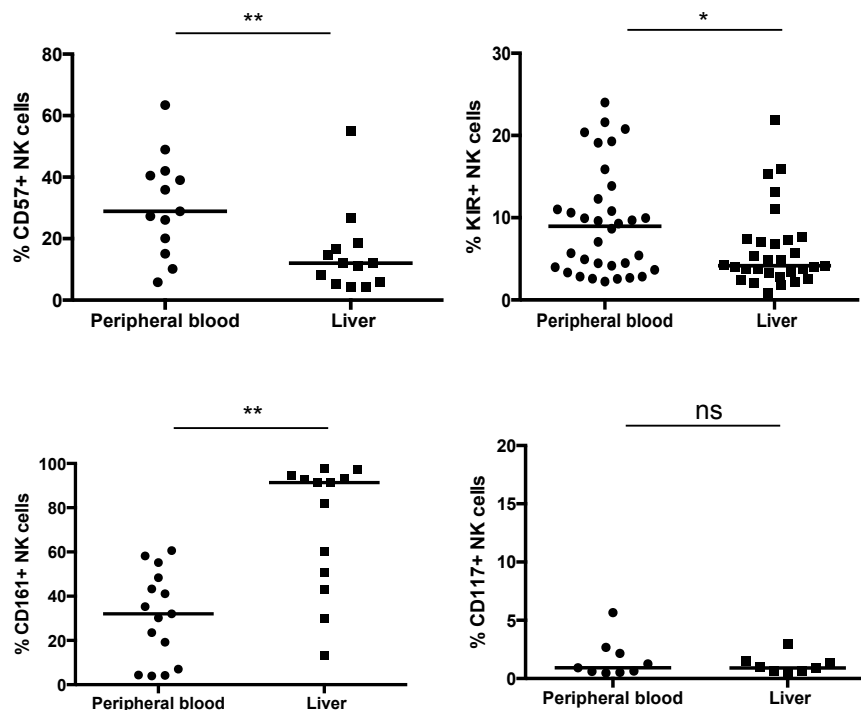 **
% CD57+ NK cells
80
60
40
20
0
Peripheral blood
Liver
*
% KIR+ NK cells
30
20
10
0
Peripheral blood
Liver
**
% CD161+ NK cells
100
80
60
40
20
0
Peripheral blood
Liver
ns
% CD117+ NK cells
20
15
10
5
0
Peripheral blood
Liver